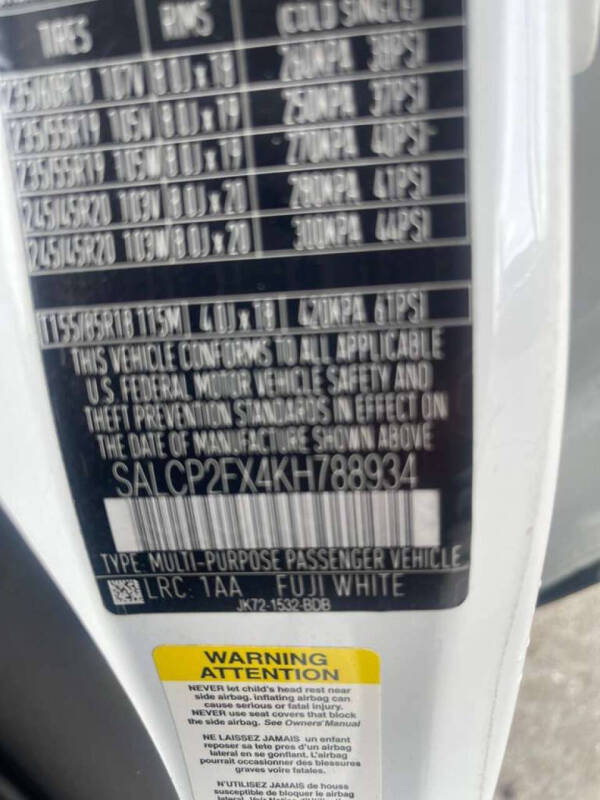 TIRES RIMS (COLD SINGLE)
235/60R18 107V 8.0J x 18 260KPA 38PSI
235/55R19 105V 8.0J x 19 250KPA 37PSI
235/55R19 105W 8.0J x 19 270KPA 40PSI
245/45R20 103V 8.0J x 20 280KPA 41PSI
245/45R20 103W 8.0J x 20 300KPA 44PSI
T155/85R18 115M 4.0J x 18 420KPA 61PSI
THIS VEHICLE CONFORMS TO ALL APPLICABLE
U.S. FEDERAL MOTOR VEHICLE SAFETY AND
THEFT PREVENTION STANDARDS IN EFFECT ON
THE DATE OF MANUFACTURE SHOWN ABOVE.
SALCP2FX4KH788934
TYPE: MULTI-PURPOSE PASSENGER VEHICLE
LRC: 1AA FUJI WHITE
JK72-1532-BDB
WARNING
ATTENTION
NEVER let child's head rest near
side airbag. inflating airbag can
cause serious or fatal injury.
NEVER use seat covers that block
the side airbag. See Owners' Manual
NE LAISSEZ JAMAIS un enfant
reposer sa tete pres d'un airbag
lateral en se gonflant. L'airbag
pourrait occasionner des blessures
graves voire fatales.
N'UTILISEZ JAMAIS de housse
susceptible de bloquer le airbag